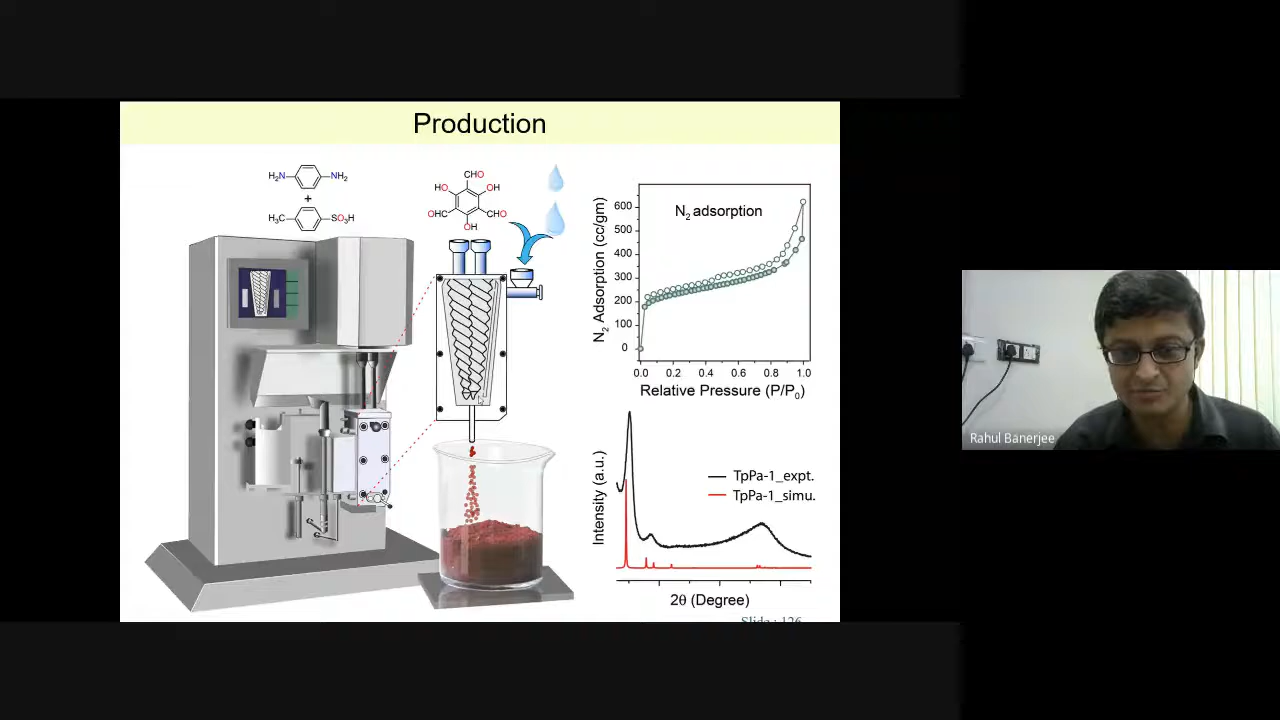 Production
H₂N NH₂
+
H₃C SO₃H
CHO
HO OH
OHC CHO
OH
N₂ adsorption
N₂ Adsorption (cc/gm)
600
500
400
300
200
100
0
0.0 0.2 0.4 0.6 0.8 1.0
Relative Pressure (P/P₀)
Intensity (a.u.)
TpPa-1_expt.
TpPa-1_simu.
2θ (Degree)
Slide : 126
Rahul Banerjee